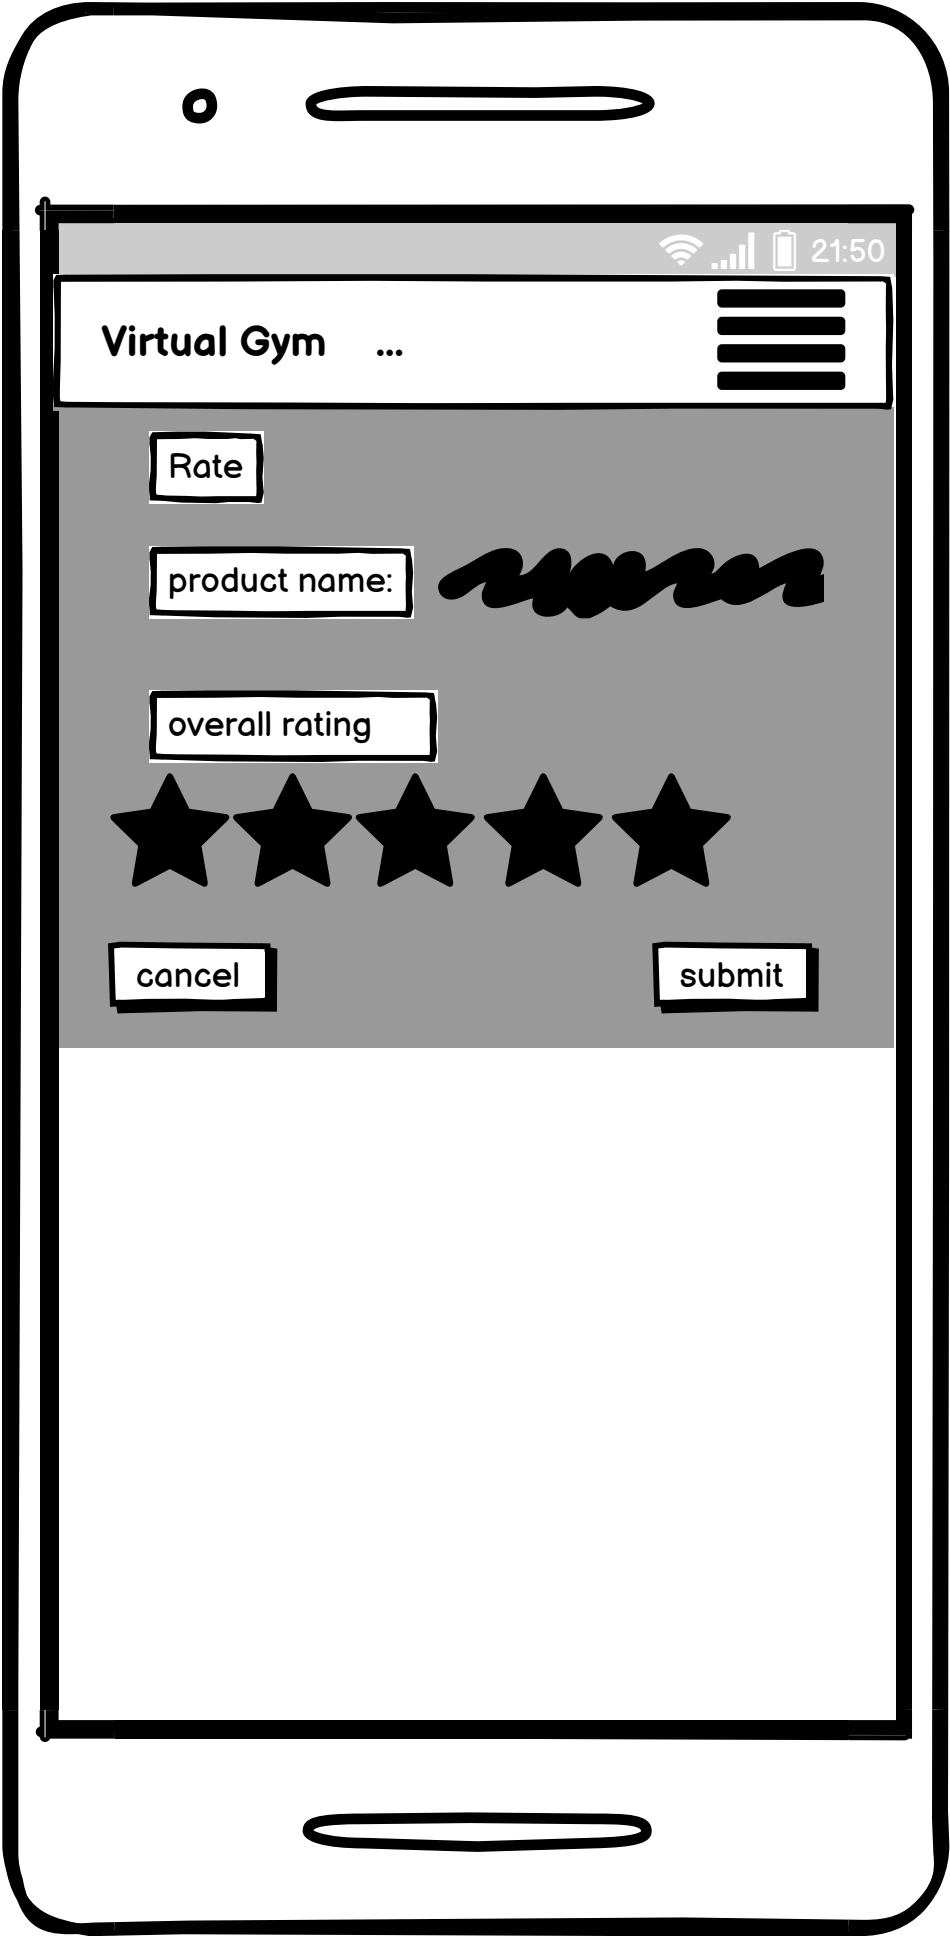 21:50
Virtual Gym ...
Rate
product name:
overall rating
cancel submit